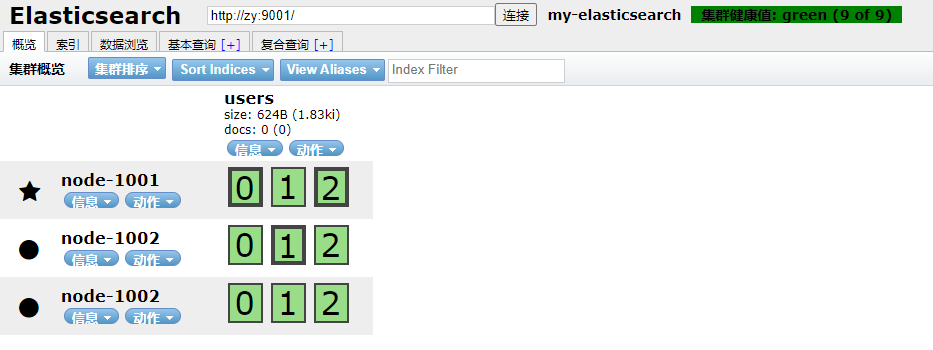 Elasticsearch http://zy:9001/ 连接 my-elasticsearch 集群健康值: green (9 of 9)
概览 索引 数据浏览 基本查询 [+] 复合查询 [+]
集群概览 集群排序 Sort Indices View Aliases Index Filter
users
size: 624B (1.83ki)
docs: 0 (0)
信息 动作
node-1001 0 1 2
信息 动作
node-1002 0 1 2
信息 动作
node-1002 0 1 2
信息 动作